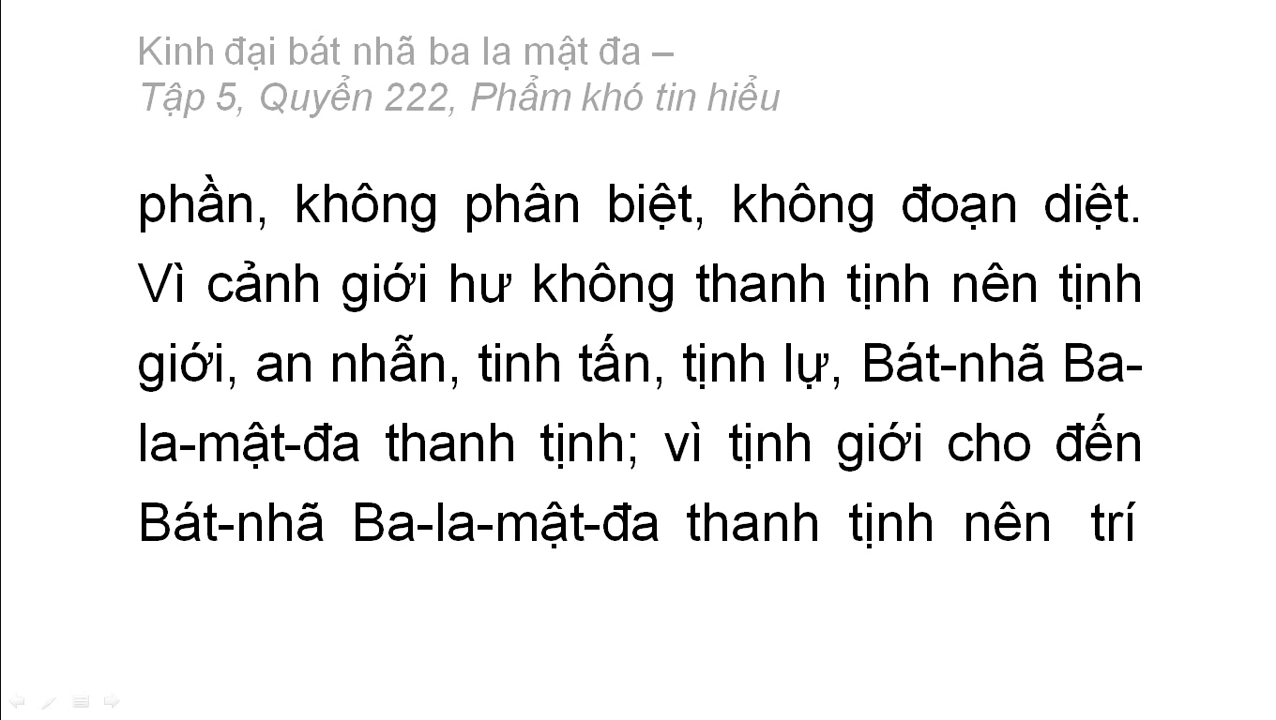 Kinh đại bát nhã ba la mật đa –
Tập 5, Quyển 222, Phẩm khó tin hiểu
phần, không phân biệt, không đoạn diệt.
Vì cảnh giới hư không thanh tịnh nên tịnh
giới, an nhẫn, tinh tấn, tịnh lự, Bát-nhã Ba-
la-mật-đa thanh tịnh; vì tịnh giới cho đến
Bát-nhã Ba-la-mật-đa thanh tịnh nên trí